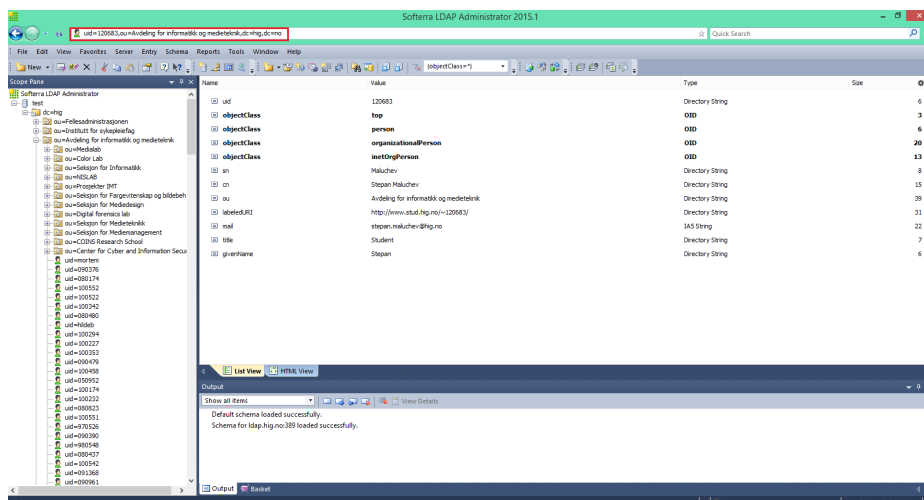 Softerra LDAP Administrator 2015.1
uid=120683,ou=Avdeling for informatikk og medieteknik,dc=hig,dc=no
Quick Search
File Edit View Favorites Server Entry Schema Reports Tools Window Help
New
(objectClass=*)
Scope Pane
Softerra LDAP Administrator
test
dc=hig
ou=Fellesadministrasjonen
ou=Institutt for sykepleiefag
ou=Avdeling for informatikk og medieteknik
ou=Medialab
ou=Color Lab
ou=Seksjon for Informatikk
ou=NISLAB
ou=Prosjekter IMT
ou=Seksjon for Fargevitenskap og bildebeh
ou=Seksjon for Mediedesign
ou=Digital forensics lab
ou=Seksjon for Medieteknikk
ou=Seksjon for Mediemanagement
ou=COINS Research School
ou=Center for Cyber and Information Secur
uid=morteni
uid=090376
uid=080174
uid=100552
uid=100522
uid=100342
uid=080480
uid=hildeb
uid=100294
uid=100227
uid=100353
uid=090479
uid=100458
uid=050952
uid=100174
uid=100232
uid=080823
uid=100551
uid=970526
uid=090390
uid=980548
uid=080437
uid=100542
uid=091368
uid=090961
Name Value Type Size
uid 120683 Directory String 6
objectClass top OID 3
objectClass person OID 6
objectClass organizationalPerson OID 20
objectClass inetOrgPerson OID 13
sn Maluchev Directory String 8
cn Stepan Maluchev Directory String 15
ou Avdeling for informatikk og medieteknik Directory String 39
labeledURI http://www.stud.hig.no/~120683/ Directory String 31
mail stepan.maluchev@hig.no IA5 String 22
title Student Directory String 7
givenName Stepan Directory String 6
List View HTML View
Output
Show all items View Details
Default schema loaded successfully.
Schema for ldap.hig.no:389 loaded successfully.
Output Basket